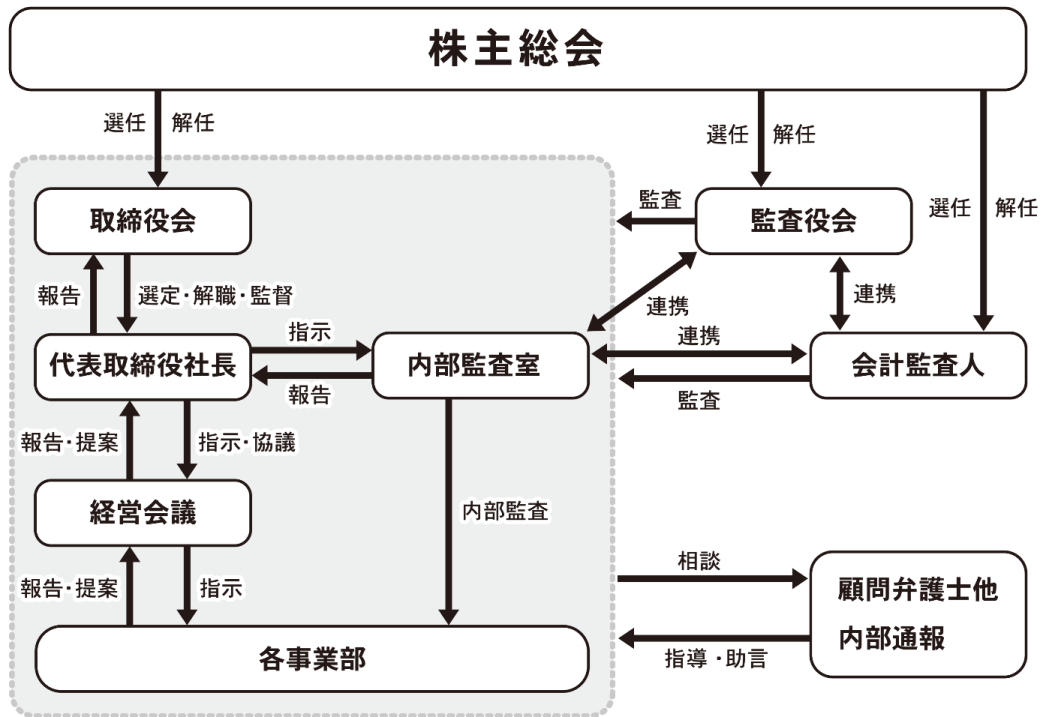 株主総会
選任 解任
選任 解任
選任 解任
取締役会
監査
監査役会
報告
選定・解職・監督
連携
連携
代表取締役社長
指示
報告
内部監査室
連携
監査
会計監査人
報告・提案
指示・協議
経営会議
内部監査
報告・提案
指示
相談
顧問弁護士他
内部通報
指導・助言
各事業部